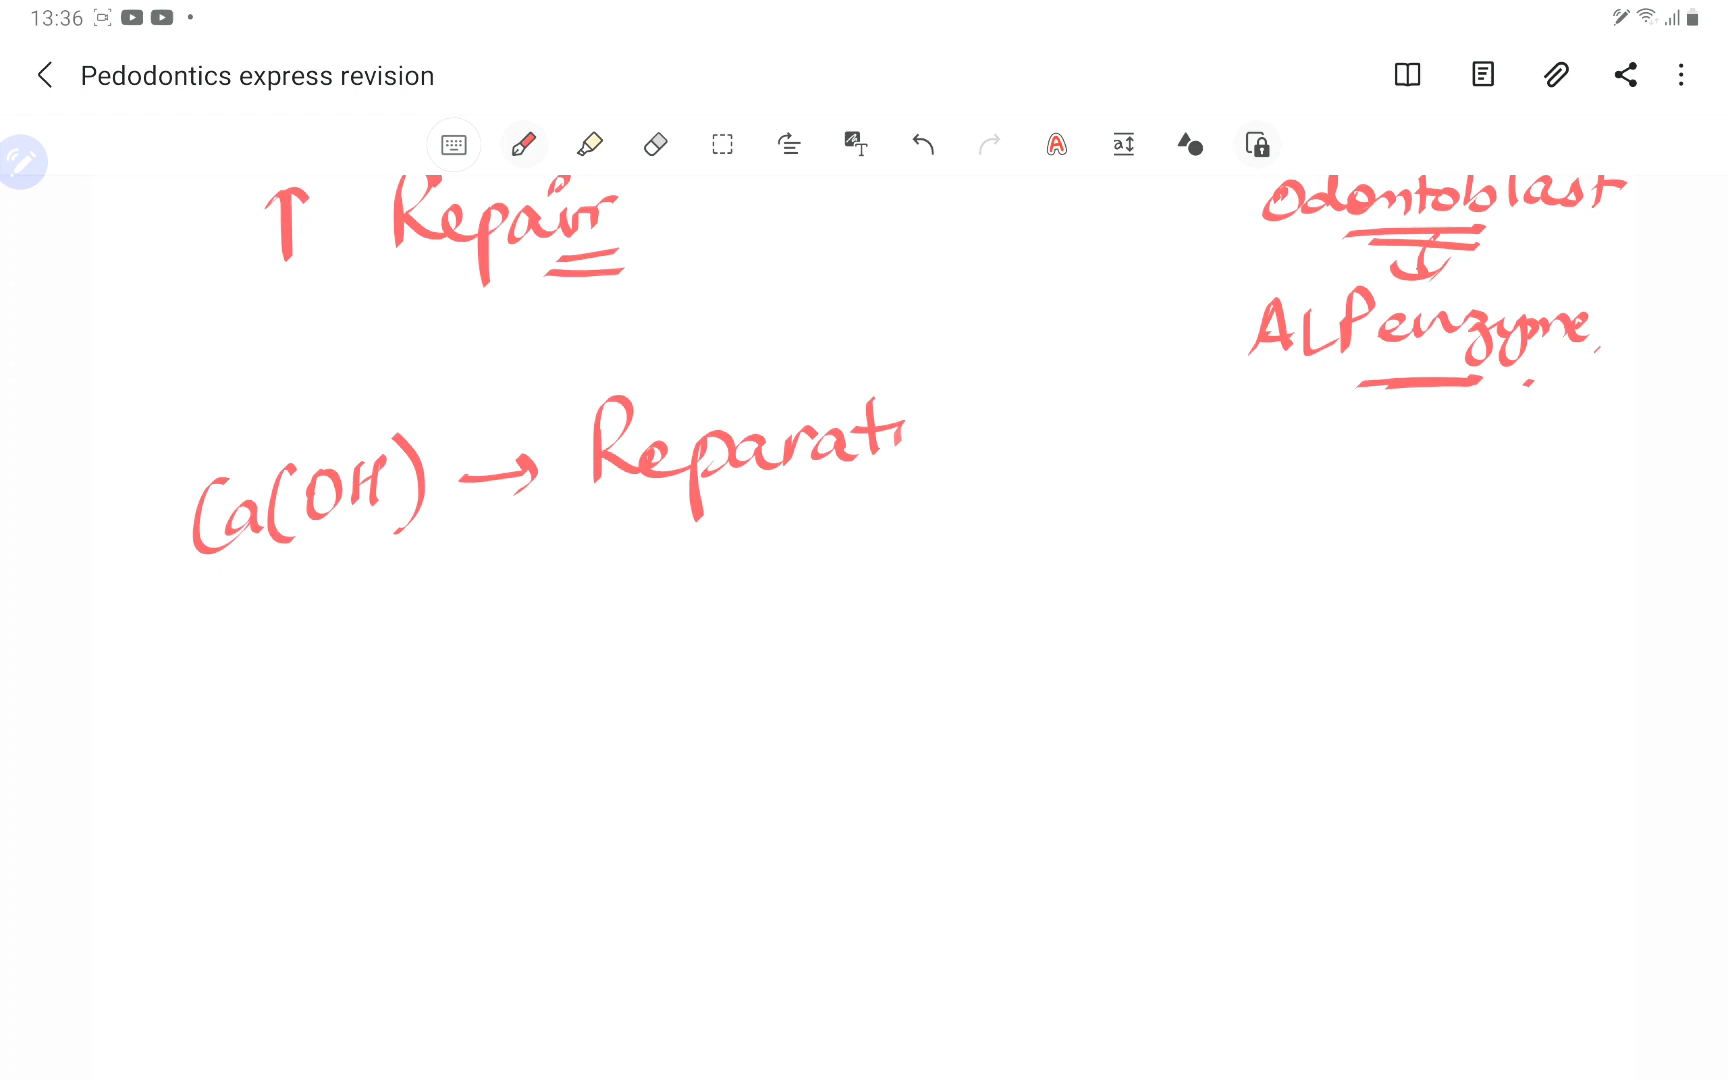 13:36
Pedodontics express revision
↑ Repair
Odontoblast
↓
ALP enzyme.
Ca(OH) → Reparati